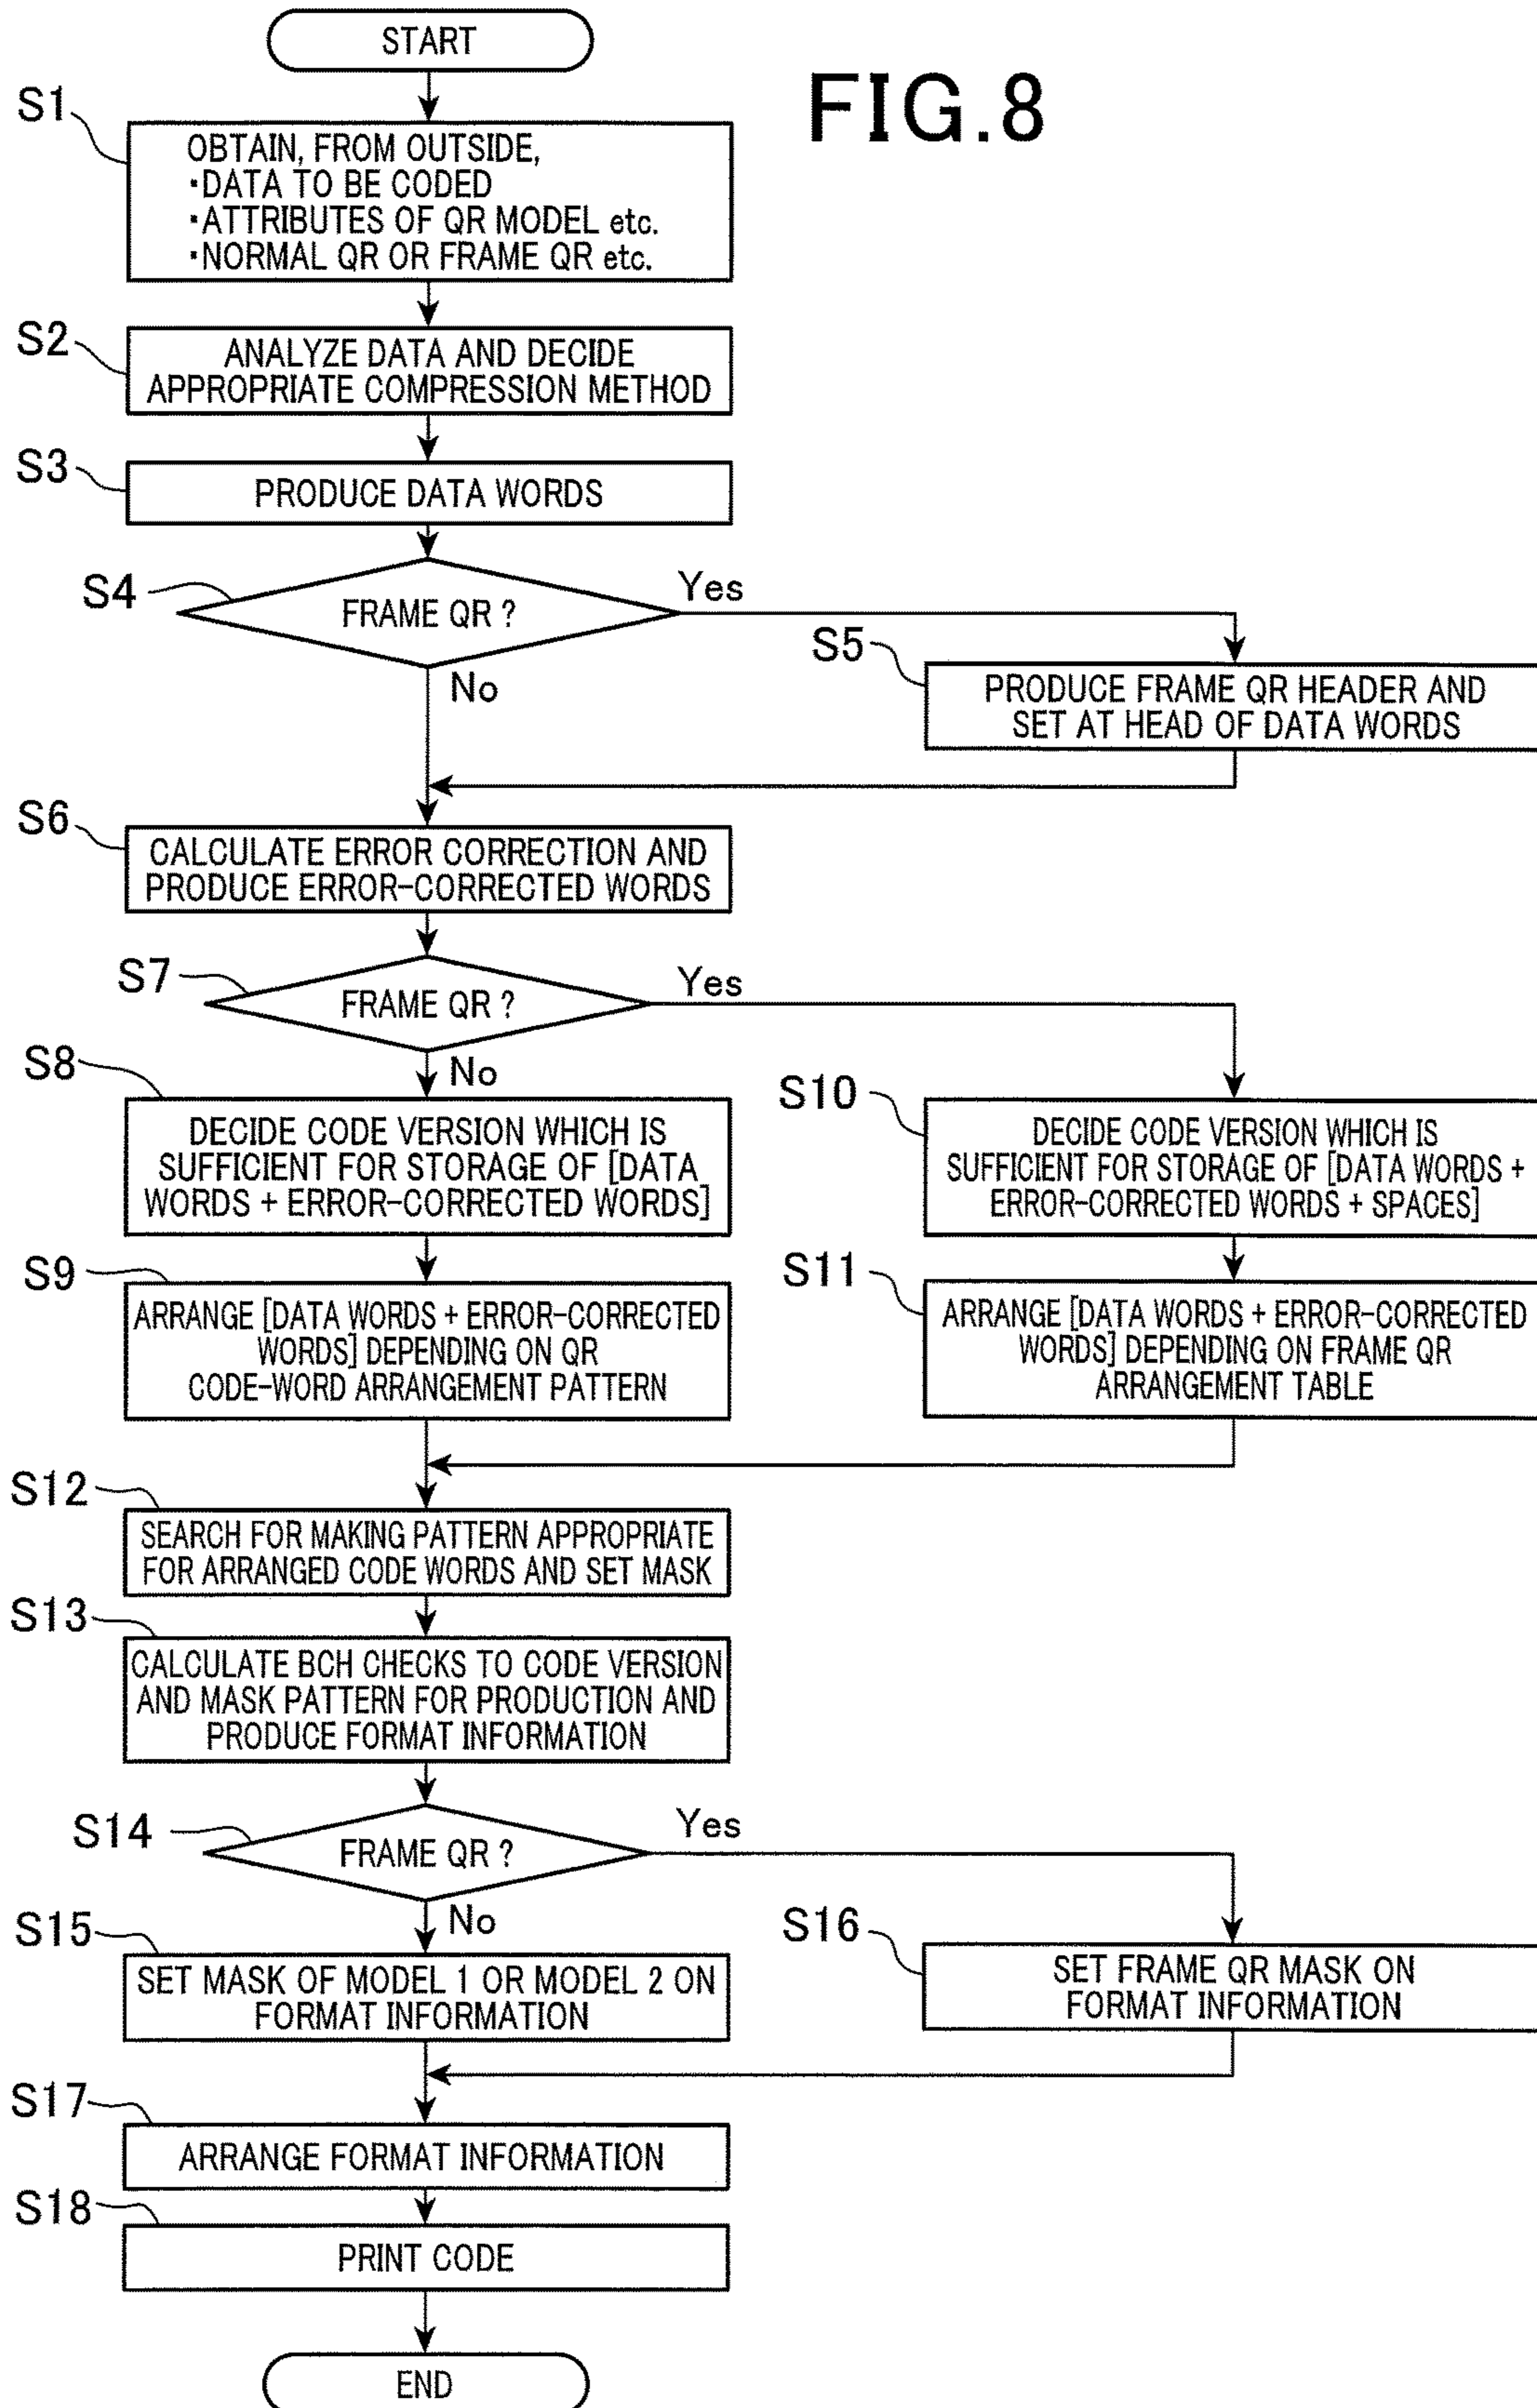 START
FIG.8
S1
OBTAIN, FROM OUTSIDE,
・DATA TO BE CODED
・ATTRIBUTES OF QR MODEL etc.
・NORMAL QR OR FRAME QR etc.
S2
ANALYZE DATA AND DECIDE
APPROPRIATE COMPRESSION METHOD
S3
PRODUCE DATA WORDS
S4
FRAME QR ?
Yes
No
S5
PRODUCE FRAME QR HEADER AND
SET AT HEAD OF DATA WORDS
S6
CALCULATE ERROR CORRECTION AND
PRODUCE ERROR-CORRECTED WORDS
S7
FRAME QR ?
Yes
No
S8
DECIDE CODE VERSION WHICH IS
SUFFICIENT FOR STORAGE OF [DATA
WORDS + ERROR-CORRECTED WORDS]
S10
DECIDE CODE VERSION WHICH IS
SUFFICIENT FOR STORAGE OF [DATA WORDS +
ERROR-CORRECTED WORDS + SPACES]
S9
ARRANGE [DATA WORDS + ERROR-CORRECTED
WORDS] DEPENDING ON QR
CODE-WORD ARRANGEMENT PATTERN
S11
ARRANGE [DATA WORDS + ERROR-CORRECTED
WORDS] DEPENDING ON FRAME QR
ARRANGEMENT TABLE
S12
SEARCH FOR MAKING PATTERN APPROPRIATE
FOR ARRANGED CODE WORDS AND SET MASK
S13
CALCULATE BCH CHECKS TO CODE VERSION
AND MASK PATTERN FOR PRODUCTION AND
PRODUCE FORMAT INFORMATION
S14
FRAME QR ?
Yes
No
S15
SET MASK OF MODEL 1 OR MODEL 2 ON
FORMAT INFORMATION
S16
SET FRAME QR MASK ON
FORMAT INFORMATION
S17
ARRANGE FORMAT INFORMATION
S18
PRINT CODE
END